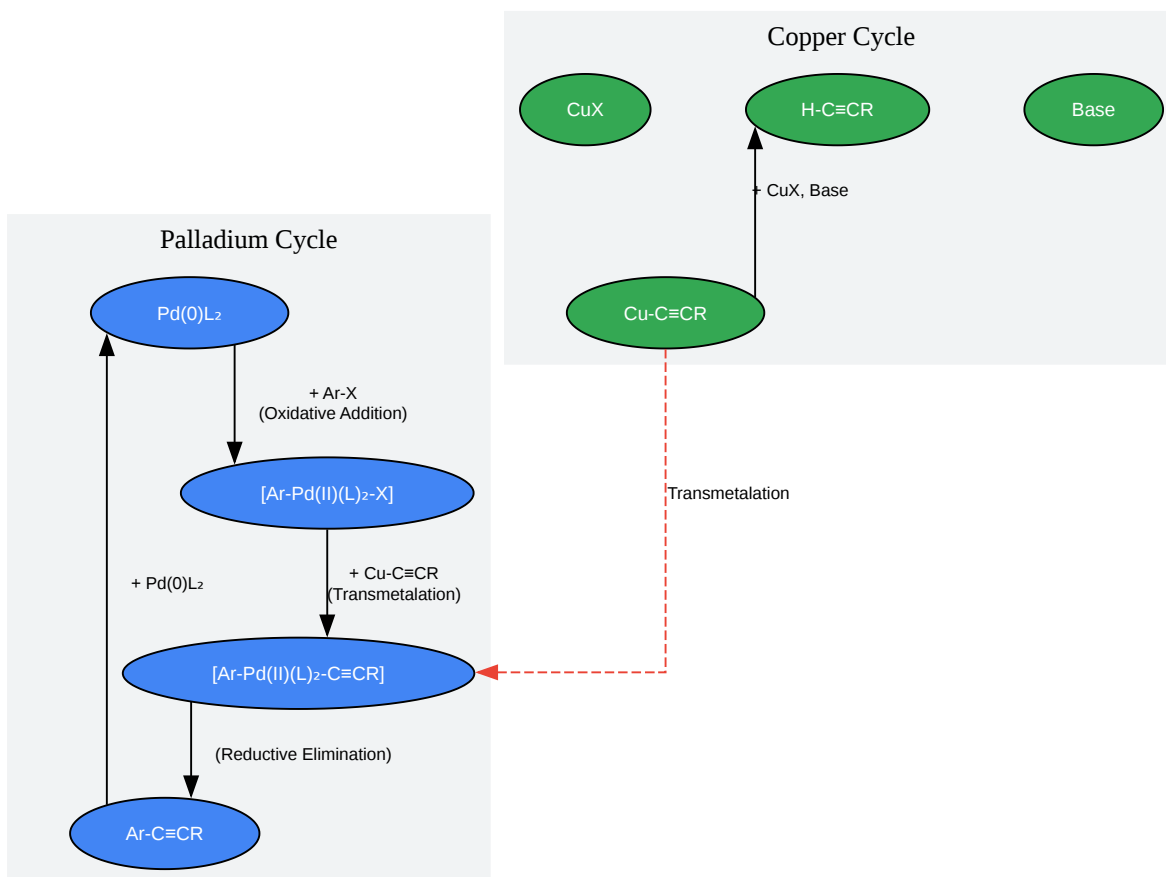 Copper Cycle
CuX
H-C≡CR
Base
+ CuX, Base
Cu-C≡CR
Palladium Cycle
Pd(0)L₂
+ Ar-X
(Oxidative Addition)
[Ar-Pd(II)(L)₂-X]
Transmetalation
+ Pd(0)L₂
+ Cu-C≡CR
(Transmetalation)
[Ar-Pd(II)(L)₂-C≡CR]
(Reductive Elimination)
Ar-C≡CR